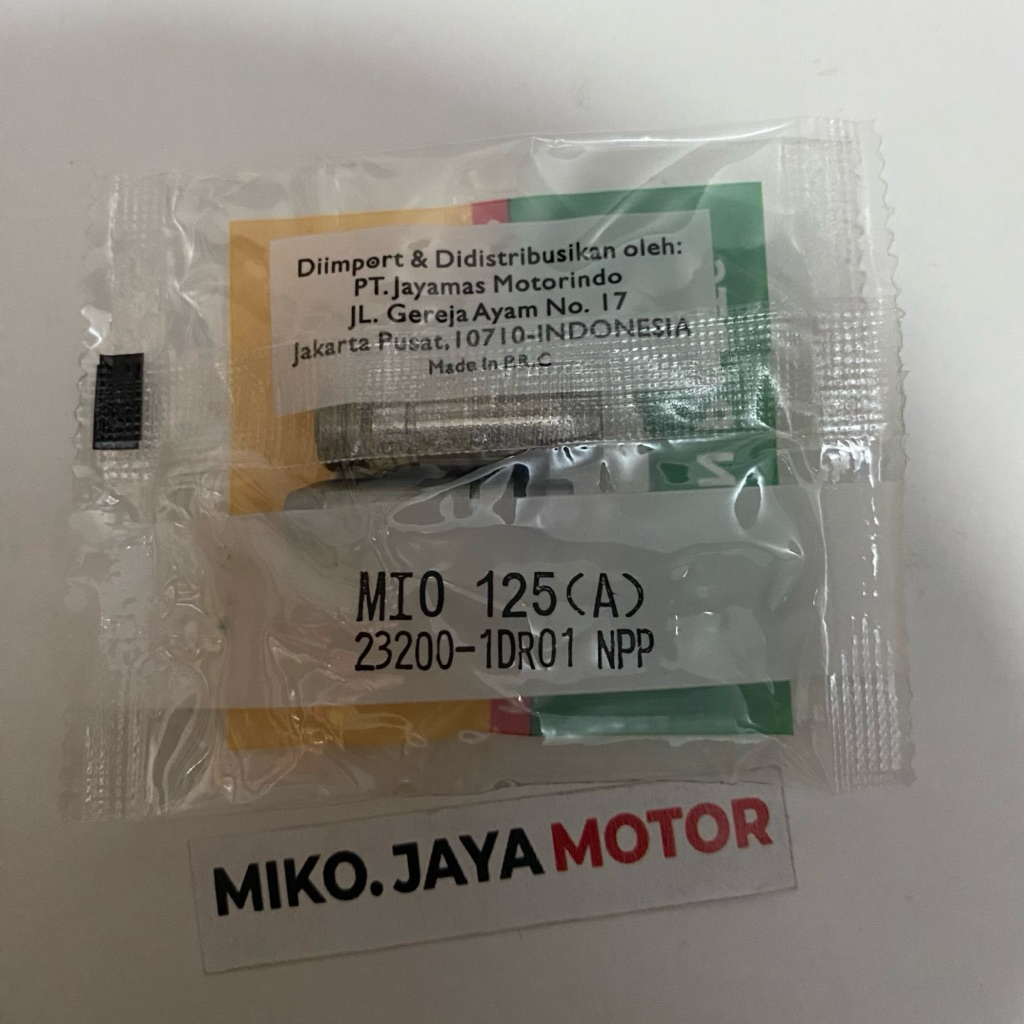 Diimport & Didistribusikan oleh:
PT. Jayamas Motorindo
JL. Gereja Ayam No. 17
Jakarta Pusat, 10710-INDONESIA
Made In P.R.C
MIO 125(A)
23200-1DR01 NPP
MIKO. JAYA MOTOR